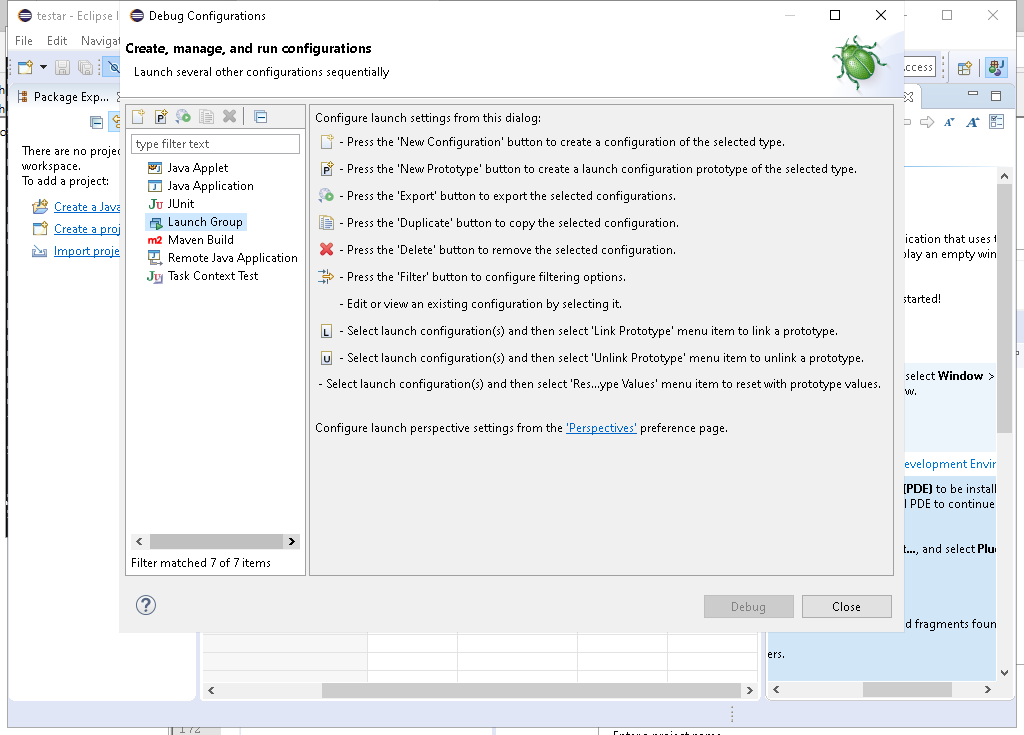 testar - Eclipse I
Debug Configurations
File Edit Navigat
Create, manage, and run configurations
Launch several other configurations sequentially
ccess
Package Exp...
type filter text
There are no projec
workspace.
To add a project:
Create a Java
Create a proj
Import proje
Java Applet
Java Application
JUnit
Launch Group
Maven Build
Remote Java Application
Task Context Test
Filter matched 7 of 7 items
Configure launch settings from this dialog:
- Press the 'New Configuration' button to create a configuration of the selected type.
- Press the 'New Prototype' button to create a launch configuration prototype of the selected type.
- Press the 'Export' button to export the selected configurations.
- Press the 'Duplicate' button to copy the selected configuration.
- Press the 'Delete' button to remove the selected configuration.
- Press the 'Filter' button to configure filtering options.
- Edit or view an existing configuration by selecting it.
L - Select launch configuration(s) and then select 'Link Prototype' menu item to link a prototype.
U - Select launch configuration(s) and then select 'Unlink Prototype' menu item to unlink a prototype.
- Select launch configuration(s) and then select 'Res...ype Values' menu item to reset with prototype values.
Configure launch perspective settings from the 'Perspectives' preference page.
Debug
Close
ication that uses t
play an empty win
started!
select Window >
w.
evelopment Envir
(PDE) to be install
l PDE to continue
t..., and select Plu
d fragments foun
ers.
172
Enter a project name